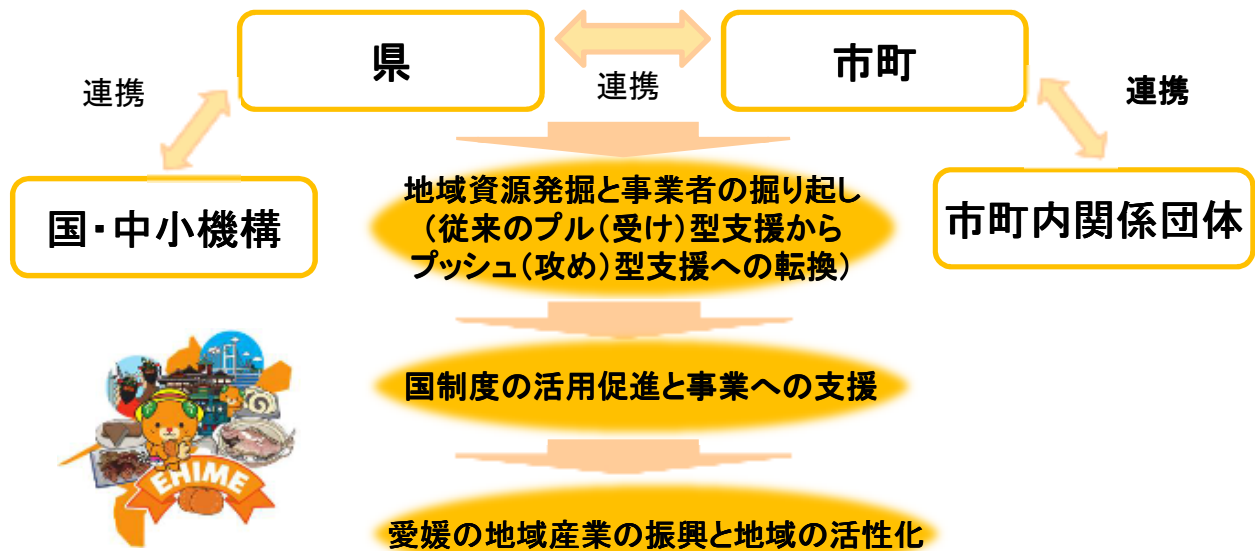 県
市町
連携
連携
連携
国・中小機構
市町内関係団体
地域資源発掘と事業者の掘り起し
(従来のプル(受け)型支援から
プッシュ(攻め)型支援への転換)
国制度の活用促進と事業への支援
EHIME
愛媛の地域産業の振興と地域の活性化